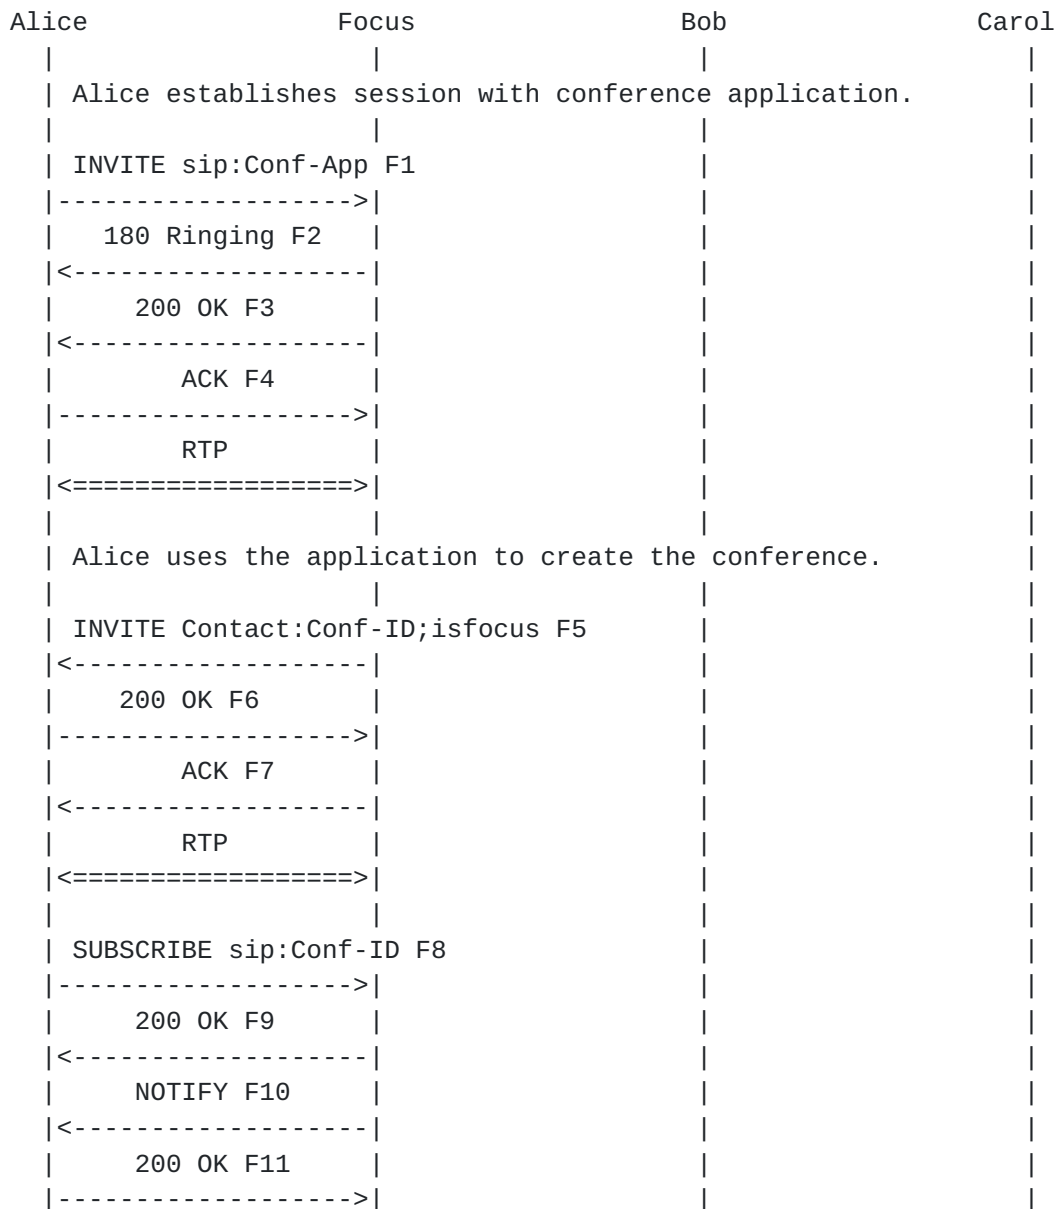 Alice                Focus                 Bob                Carol
  |                    |                    |                    |
  | Alice establishes session with conference application.       |
  |                    |                    |                    |
  | INVITE sip:Conf-App F1                  |                    |
  |------------------->|                    |                    |
  |   180 Ringing F2   |                    |                    |
  |<-------------------|                    |                    |
  |     200 OK F3      |                    |                    |
  |<-------------------|                    |                    |
  |        ACK F4      |                    |                    |
  |------------------->|                    |                    |
  |        RTP         |                    |                    |
  |<==================>|                    |                    |
  |                    |                    |                    |
  | Alice uses the application to create the conference.         |
  |                    |                    |                    |
  | INVITE Contact:Conf-ID;isfocus F5       |                    |
  |<-------------------|                    |                    |
  |    200 OK F6       |                    |                    |
  |------------------->|                    |                    |
  |        ACK F7      |                    |                    |
  |<-------------------|                    |                    |
  |        RTP         |                    |                    |
  |<==================>|                    |                    |
  |                    |                    |                    |
  | SUBSCRIBE sip:Conf-ID F8                |                    |
  |------------------->|                    |                    |
  |     200 OK F9      |                    |                    |
  |<-------------------|                    |                    |
  |     NOTIFY F10     |                    |                    |
  |<-------------------|                    |                    |
  |     200 OK F11     |                    |                    |
  |------------------->|                    |                    |